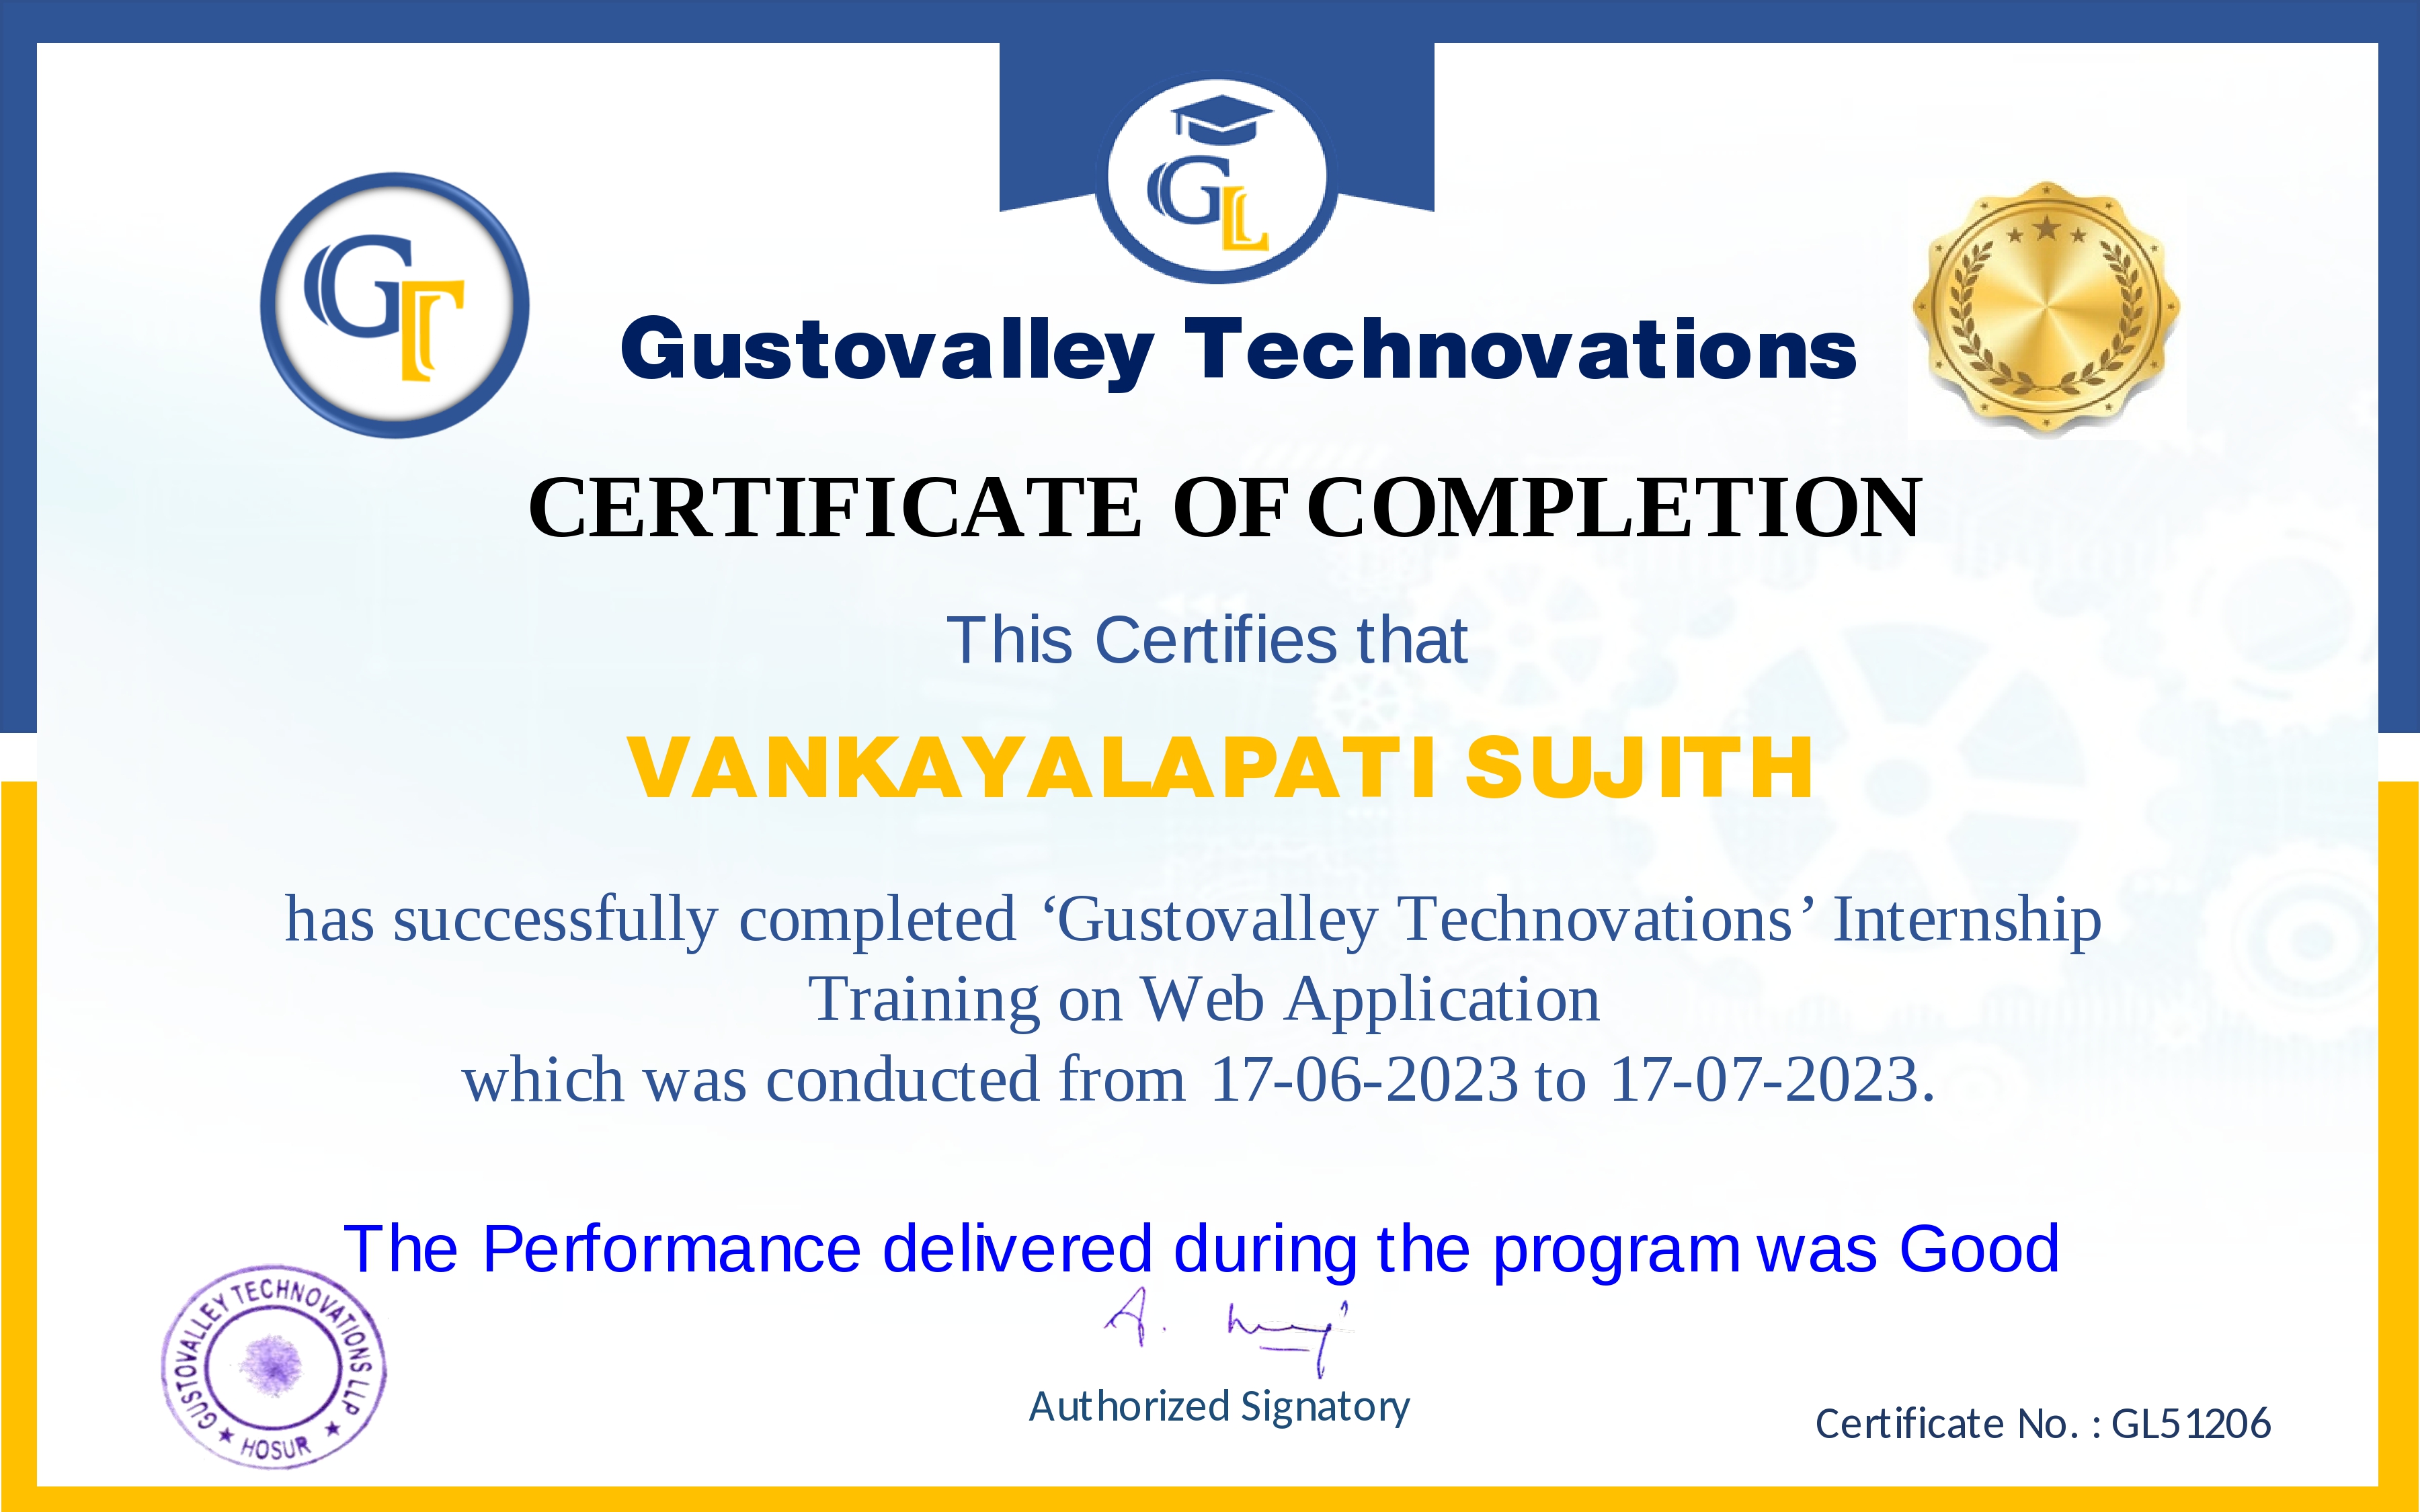 GL
GT
Gustovalley Technovations
CERTIFICATE OF COMPLETION
This Certifies that
VANKAYALAPATI SUJITH
has successfully completed ‘Gustovalley Technovations’ Internship
Training on Web Application
which was conducted from 17-06-2023 to 17-07-2023.
The Performance delivered during the program was Good
GUSTOVALLEY TECHNOVATIONS LLP
★ HOSUR ★
A.
Authorized Signatory
Certificate No. : GL51206